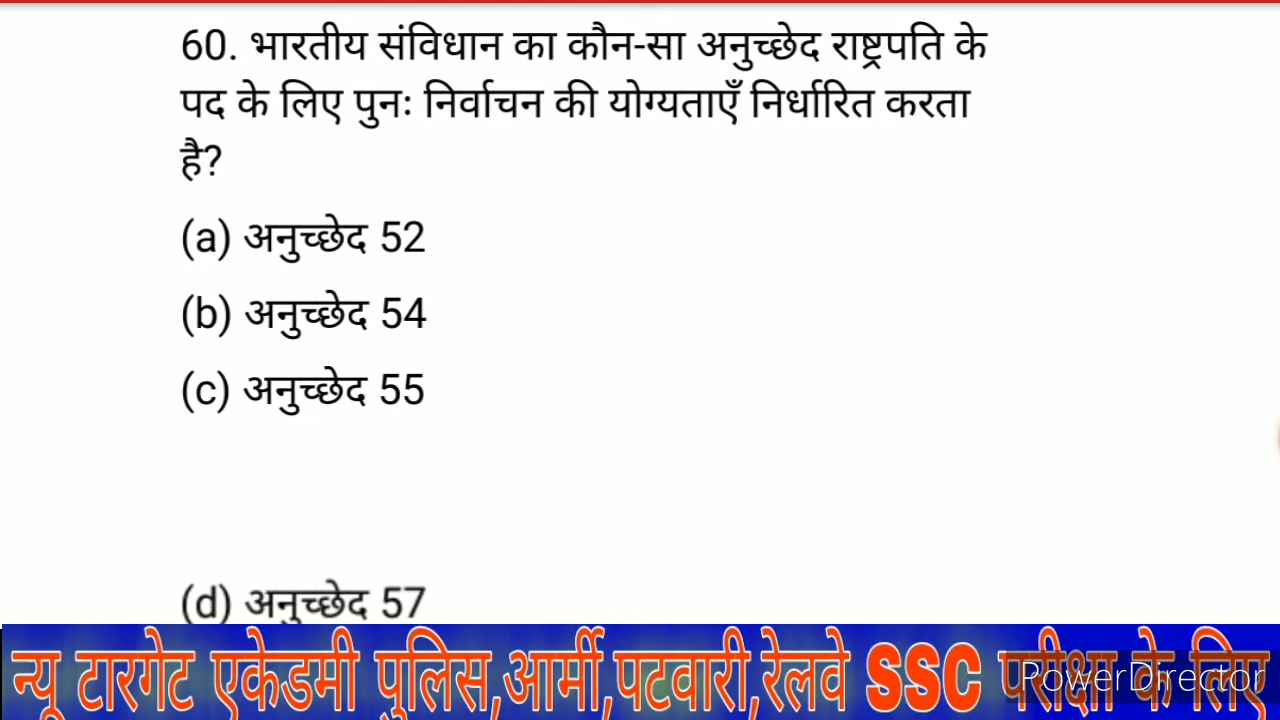 60. भारतीय संविधान का कौन-सा अनुच्छेद राष्ट्रपति के
पद के लिए पुनः निर्वाचन की योग्यताएँ निर्धारित करता
है?
(a) अनुच्छेद 52
(b) अनुच्छेद 54
(c) अनुच्छेद 55
(d) अनुच्छेद 57
न्यू टारगेट एकेडमी पुलिस,आर्मी,पटवारी,रेलवे SSC परीक्षा के लिए
PowerDirector